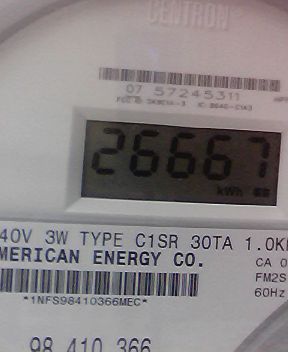 CENTRON
07 57245311
26667
kWh
40V 3W TYPE C1SR 30TA 1.0K
MERICAN ENERGY CO.
CA 0
FM2S
60Hz
*1NFS98410366MEC*
98 410 366